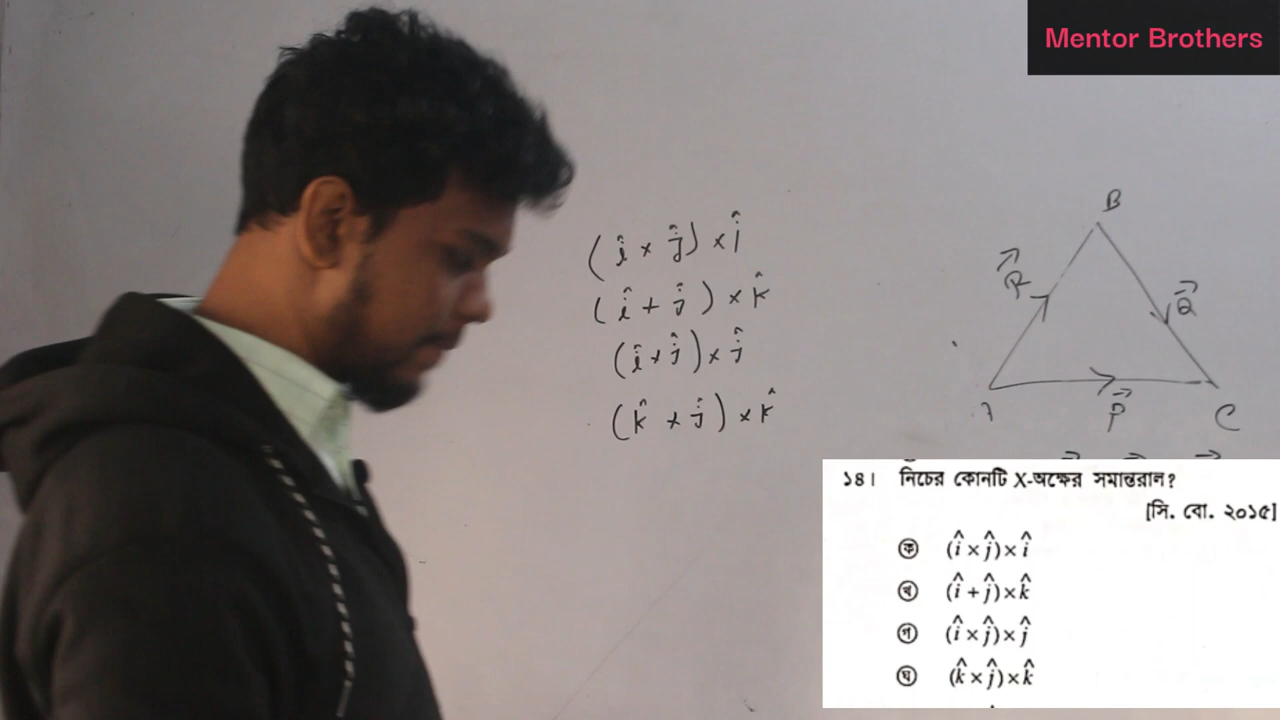 Mentor Brothers
(î × ĵ) × î
(î + ĵ) × k̂
(î × ĵ) × ĵ
(k̂ × ĵ) × k̂
B
R⃗
Q⃗
P⃗
C
১৪। নিচের কোনটি X-অক্ষের সমান্তরাল?
[সি. বো. ২০১৫]
ক (î × ĵ) × î
খ (î + ĵ) × k̂
গ (î × ĵ) × ĵ
ঘ (k̂ × ĵ) × k̂